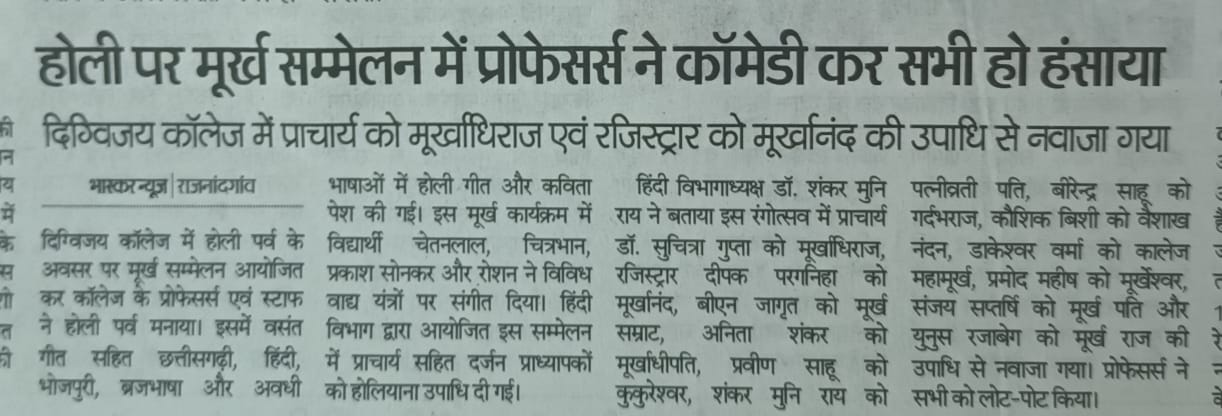 होली पर मूर्ख सम्मेलन में प्रोफेसर्स ने कॉमेडी कर सभी हो हंसाया
दिग्विजय कॉलेज में प्राचार्य को मूर्खाधिराज एवं रजिस्ट्रार को मूर्खानंद की उपाधि से नवाजा गया
भास्कर न्यूज | राजनांदगांव
दिग्विजय कॉलेज में होली पर्व के
अवसर पर मूर्ख सम्मेलन आयोजित
कर कॉलेज के प्रोफेसर्स एवं स्टाफ
ने होली पर्व मनाया। इसमें वसंत
गीत सहित छत्तीसगढ़ी, हिंदी,
भोजपुरी, ब्रजभाषा और अवधी
भाषाओं में होली गीत और कविता
पेश की गई। इस मूर्ख कार्यक्रम में
विद्यार्थी चेतनलाल, चित्रभान,
प्रकाश सोनकर और रोशन ने विविध
वाद्य यंत्रों पर संगीत दिया। हिंदी
विभाग द्वारा आयोजित इस सम्मेलन
में प्राचार्य सहित दर्जन प्राध्यापकों
को होलियाना उपाधि दी गई।
हिंदी विभागाध्यक्ष डॉ. शंकर मुनि
राय ने बताया इस रंगोत्सव में प्राचार्य
डॉ. सुचित्रा गुप्ता को मूर्खाधिराज,
रजिस्ट्रार दीपक परगनिहा को
मूर्खानंद, बीएन जागृत को मूर्ख
सम्राट, अनिता शंकर को
मूर्खाधीपति, प्रवीण साहू को
कुकुरेश्वर, शंकर मुनि राय को
पत्नीव्रती पति, बीरेन्द्र साहू को
गर्दभराज, कौशिक बिशी को वैशाख
नंदन, डाकेश्वर वर्मा को कालेज
महामूर्ख, प्रमोद महीष को मूर्खेश्वर,
संजय सप्तर्षि को मूर्ख पति और
युनुस रजाबेग को मूर्ख राज की
उपाधि से नवाजा गया। प्रोफेसर्स ने
सभी को लोट-पोट किया।